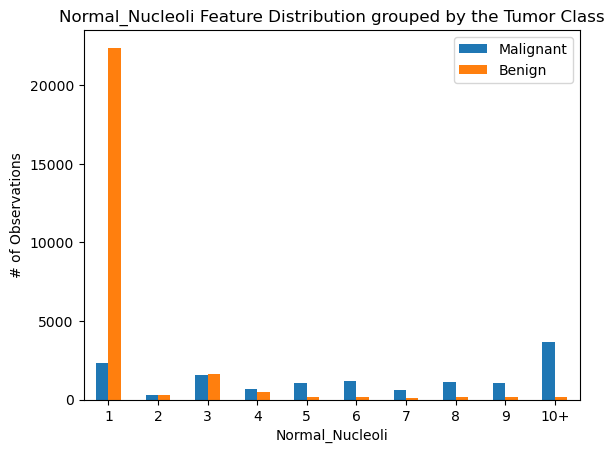 Normal_Nucleoli Feature Distribution grouped by the Tumor Class
Malignant
Benign
# of Observations
20000
15000
10000
5000
0
1 2 3 4 5 6 7 8 9 10+
Normal_Nucleoli